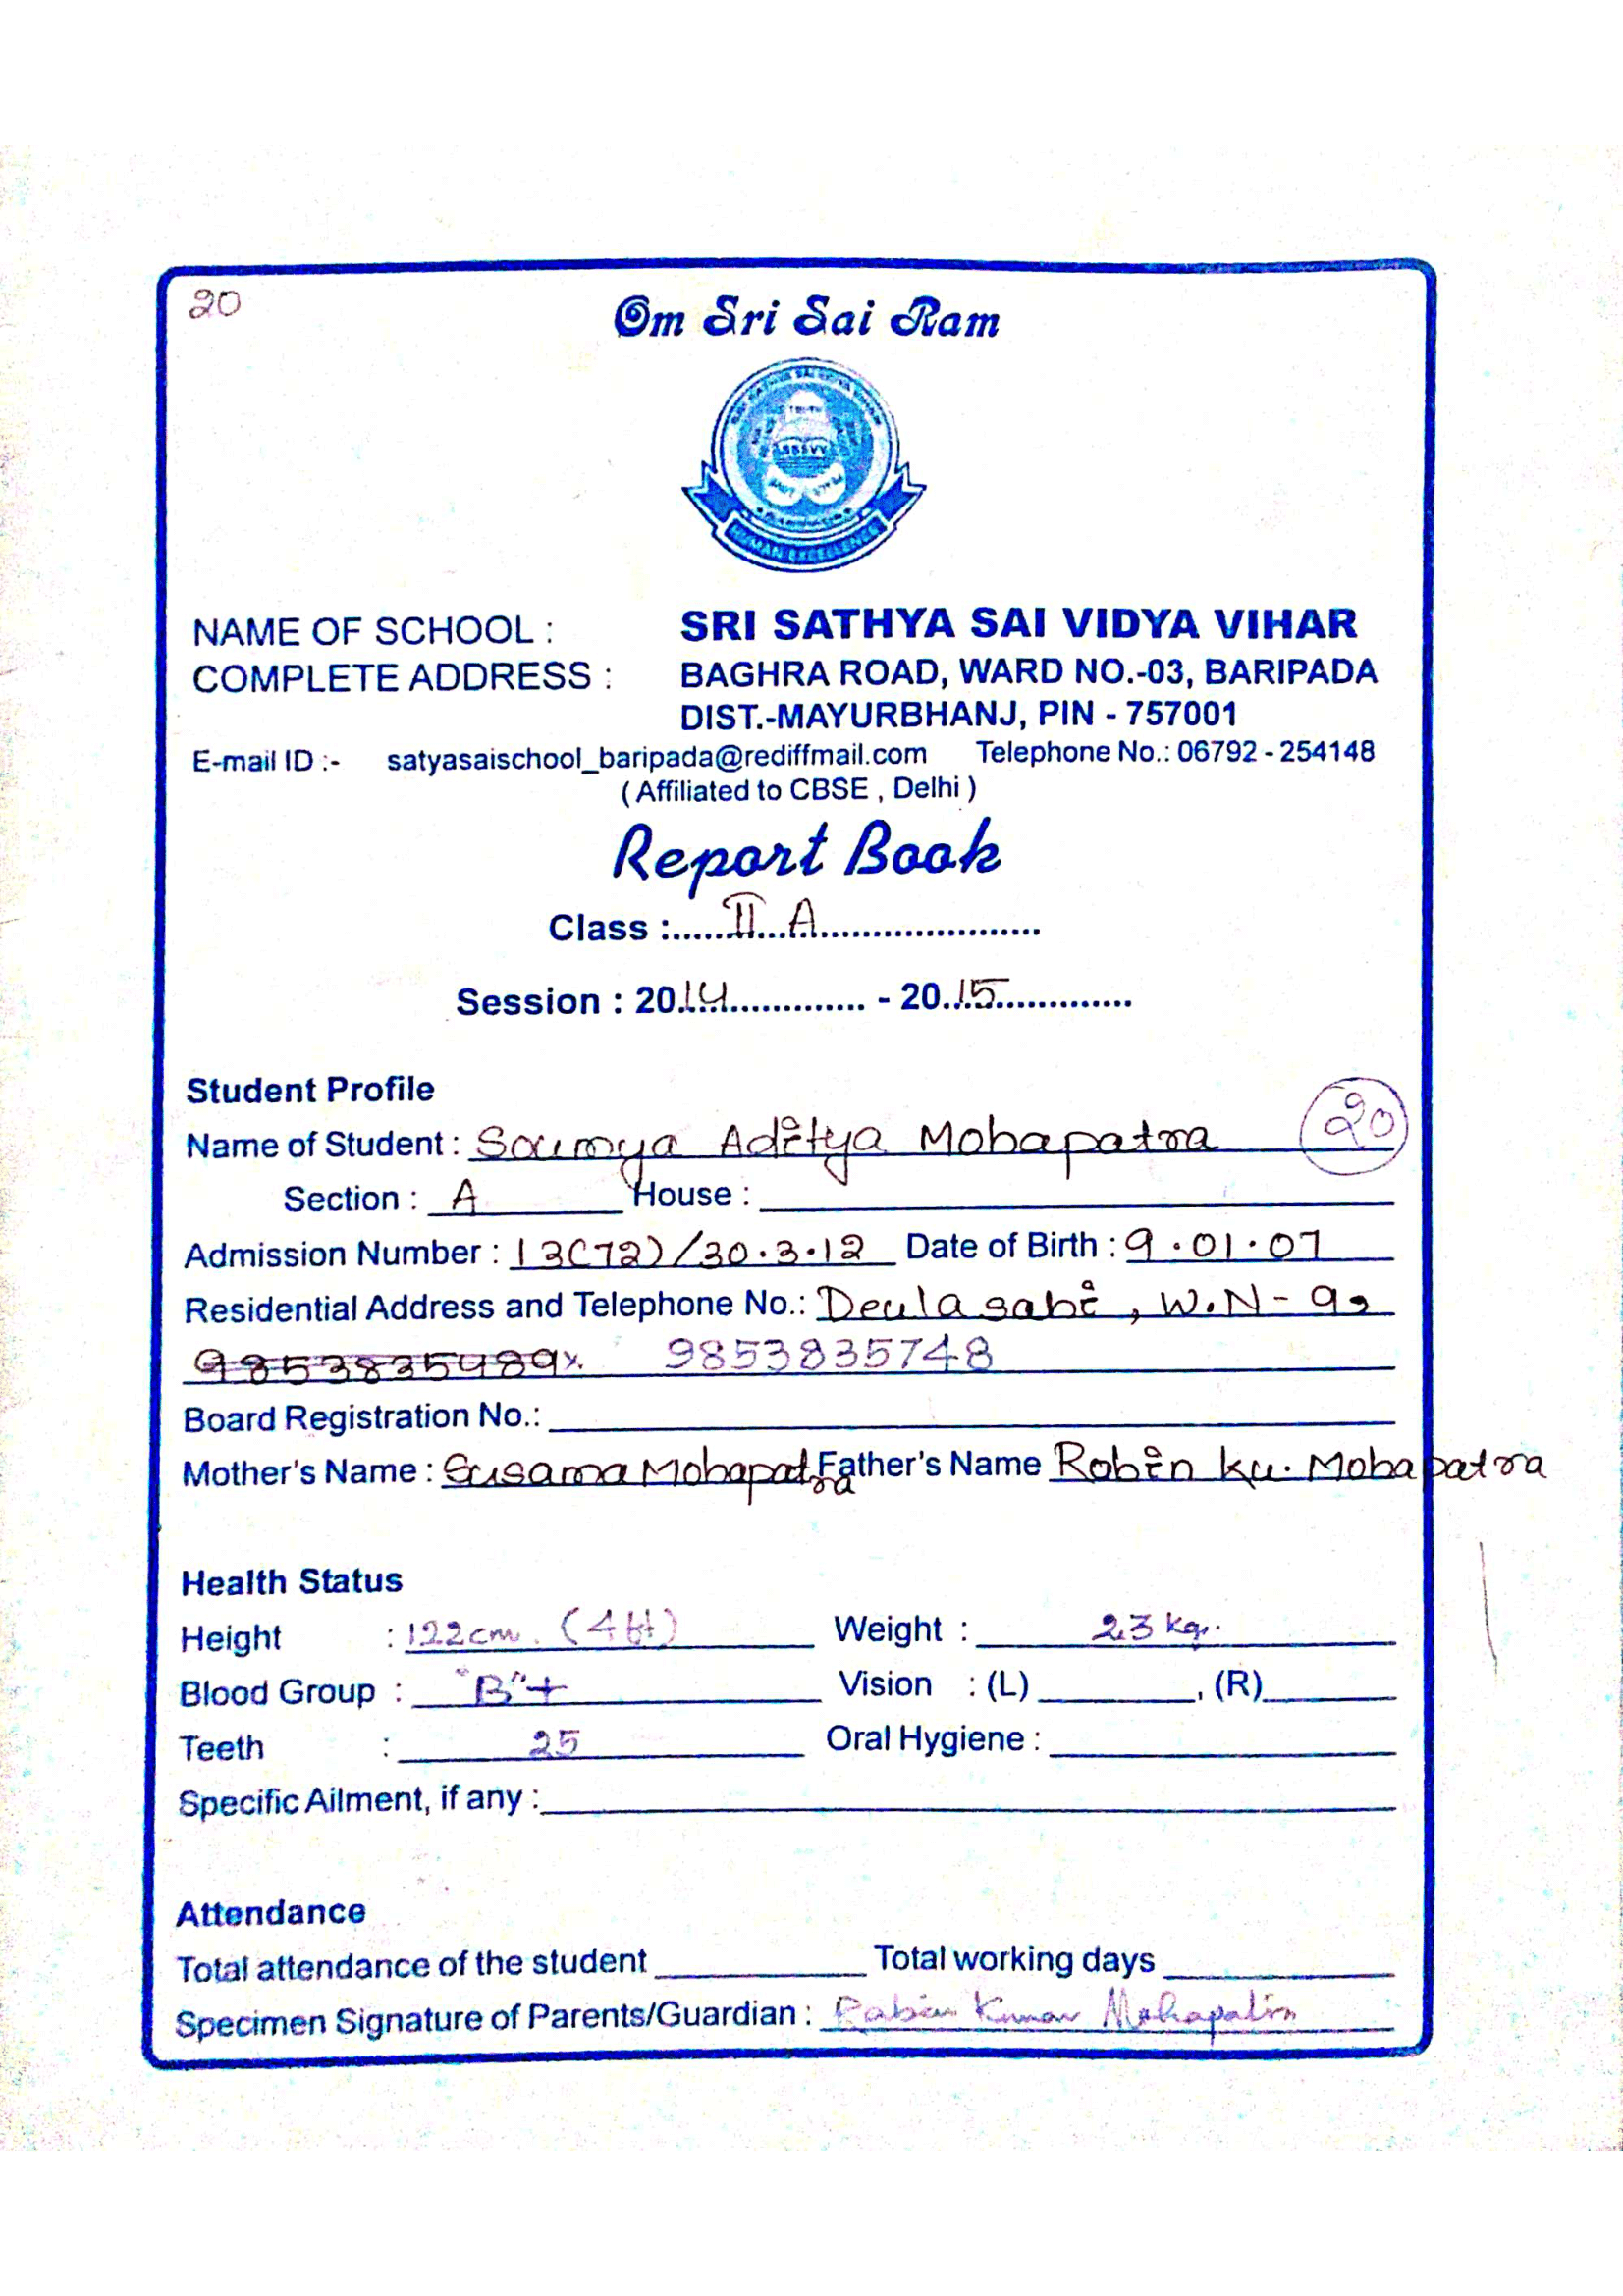 20
Om Sri Sai Ram
SSSVV
HUMAN EXCELLENCE
NAME OF SCHOOL : SRI SATHYA SAI VIDYA VIHAR
COMPLETE ADDRESS : BAGHRA ROAD, WARD NO.-03, BARIPADA
DIST.-MAYURBHANJ, PIN - 757001
E-mail ID :- satyasaischool_baripada@rediffmail.com Telephone No.: 06792 - 254148
( Affiliated to CBSE , Delhi )
Report Book
Class :......II...A.....................
Session : 2014............. - 20..15.............
Student Profile
Name of Student : Soumya Aditya Mohapatra 20
Section : A House :
Admission Number : 13(72)/30.3.12 Date of Birth : 9.01.07
Residential Address and Telephone No.: Deulasahi, W.N-9,
9853835489 9853835748
Board Registration No.:
Mother's Name : Susama Mohapatra Father's Name Robin ku. Mohapatra
Health Status
Height : 122cm. (4ft) Weight : 23 kg.
Blood Group : "B"+ Vision : (L) , (R)
Teeth : 25 Oral Hygiene :
Specific Ailment, if any :
Attendance
Total attendance of the student Total working days
Specimen Signature of Parents/Guardian : Rabin Kumar Mohapatra